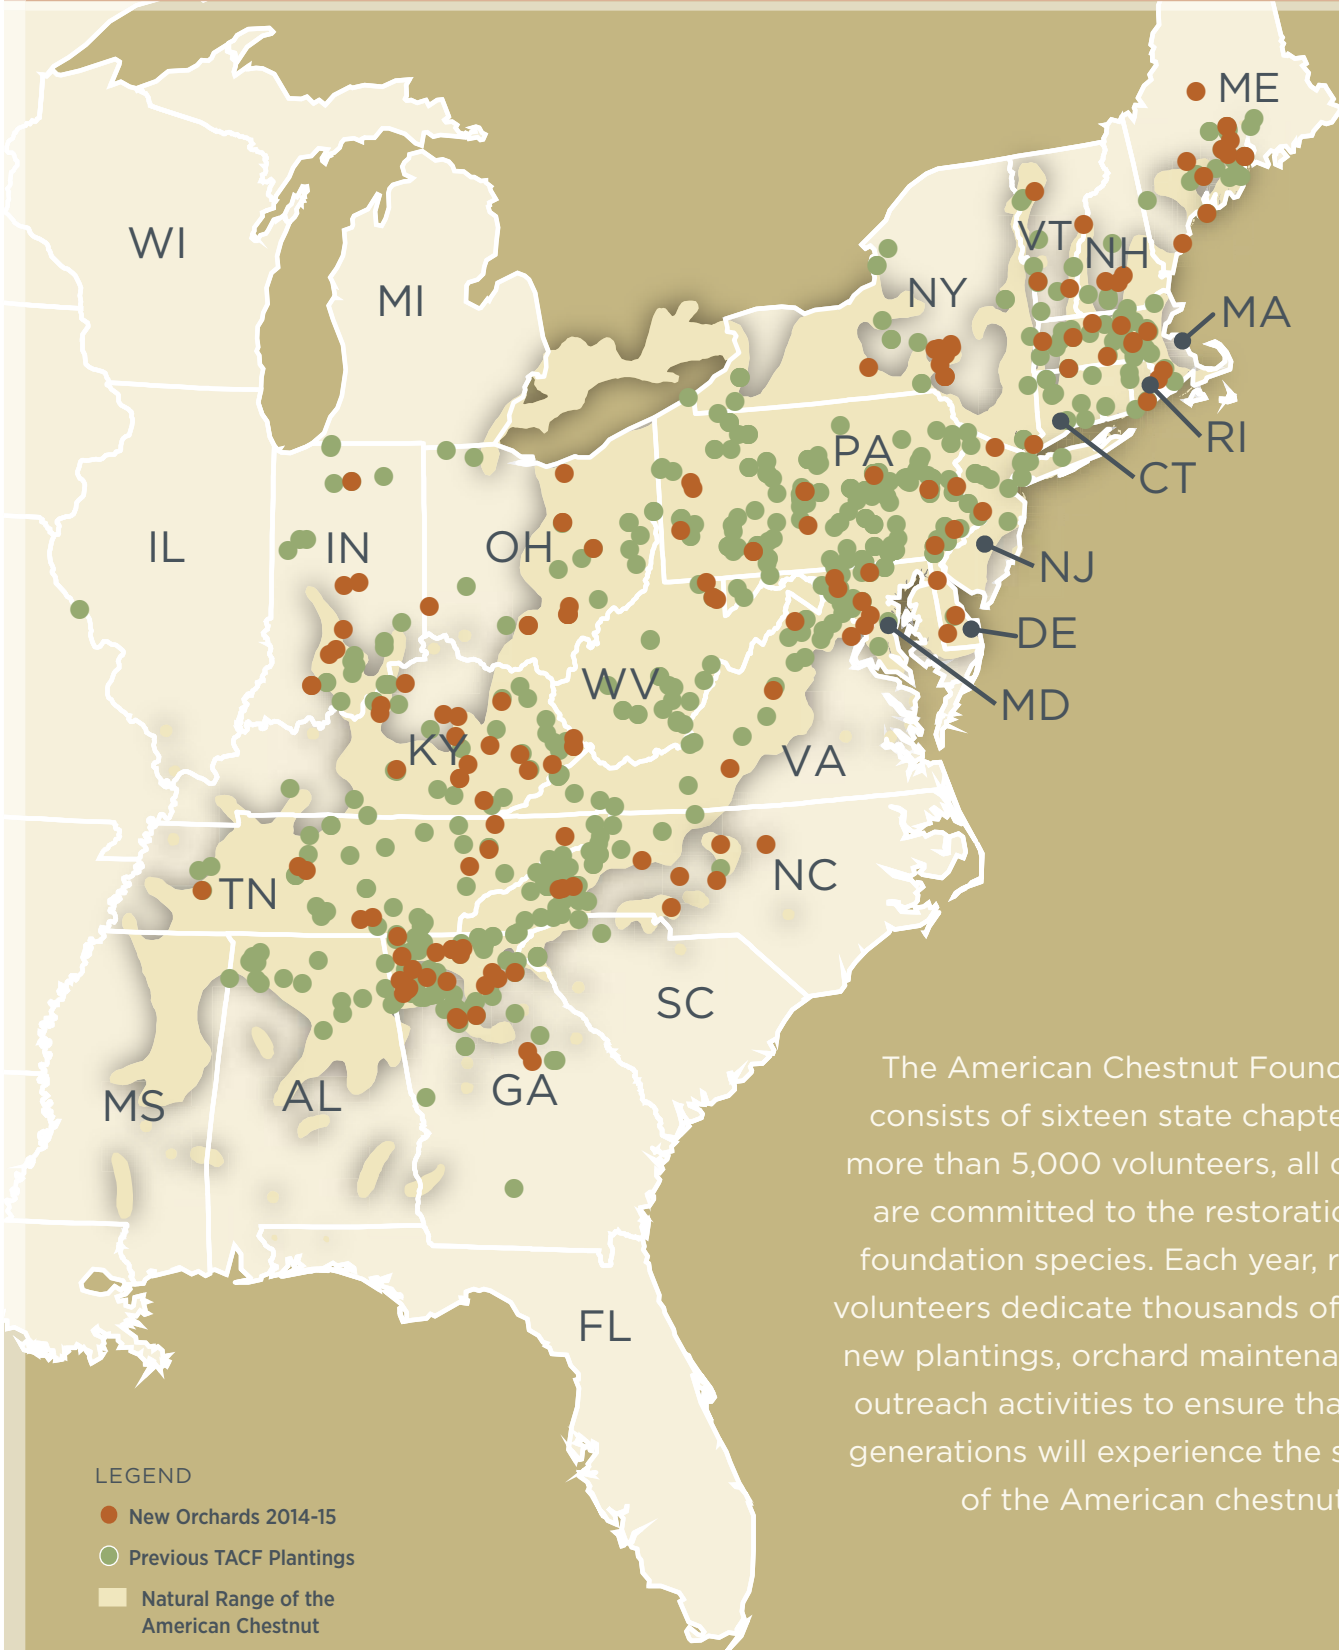 ME
WI
VT
NH
MI
NY
MA
PA
RI
CT
IL
IN
OH
NJ
DE
WV
MD
KY
VA
TN
NC
SC
MS
AL
GA
FL
The American Chestnut Found
consists of sixteen state chapte
more than 5,000 volunteers, all
are committed to the restoratio
foundation species. Each year,
volunteers dedicate thousands of
new plantings, orchard maintena
outreach activities to ensure tha
generations will experience the
of the American chestnut
LEGEND
New Orchards 2014-15
Previous TACF Plantings
Natural Range of the
American Chestnut